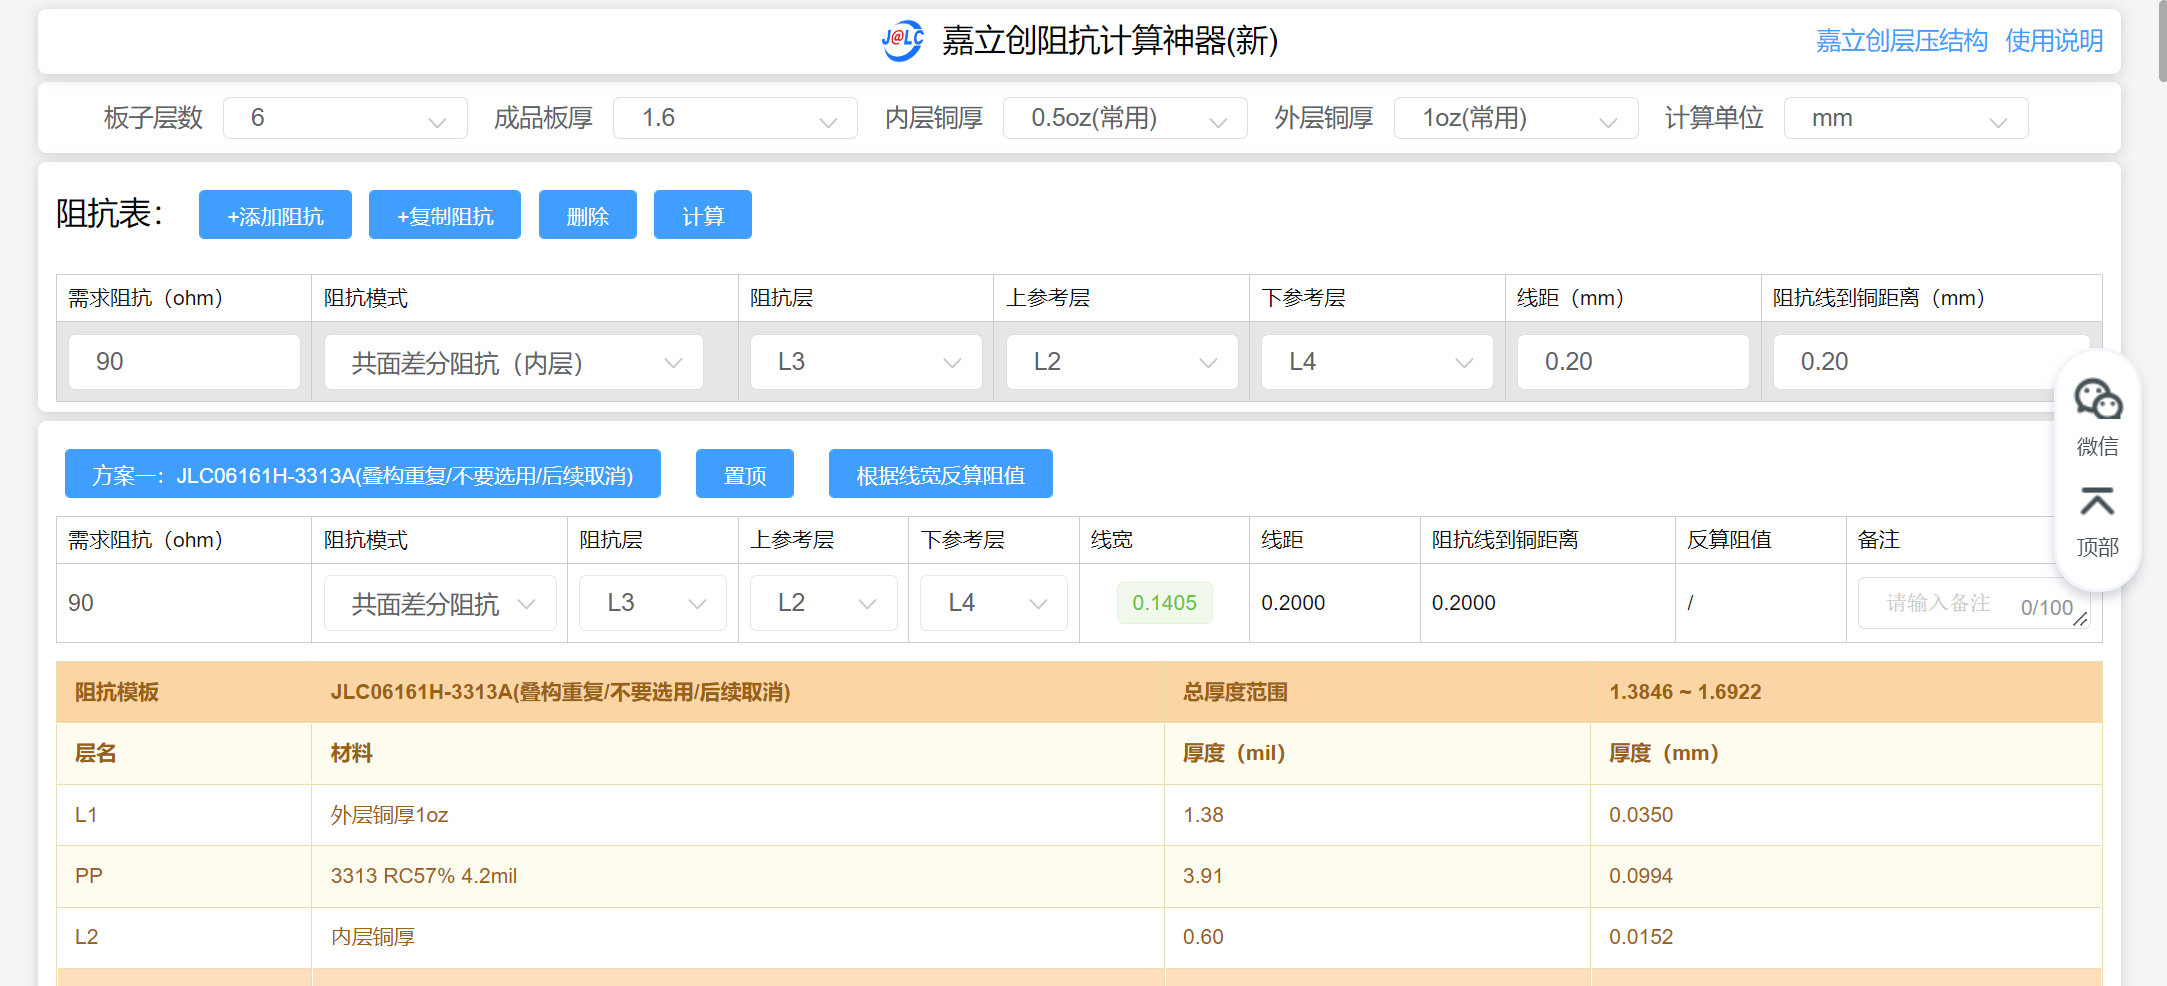 J@LC 嘉立创阻抗计算神器(新) 嘉立创层压结构 使用说明
板子层数 6 成品板厚 1.6 内层铜厚 0.5oz(常用) 外层铜厚 1oz(常用) 计算单位 mm
阻抗表： +添加阻抗 +复制阻抗 删除 计算
需求阻抗（ohm） 阻抗模式 阻抗层 上参考层 下参考层 线距（mm） 阻抗线到铜距离（mm）
90 共面差分阻抗（内层） L3 L2 L4 0.20 0.20
微信
顶部
方案一：JLC06161H-3313A(叠构重复/不要选用/后续取消) 置顶 根据线宽反算阻值
需求阻抗（ohm） 阻抗模式 阻抗层 上参考层 下参考层 线宽 线距 阻抗线到铜距离 反算阻值 备注
90 共面差分阻抗 L3 L2 L4 0.1405 0.2000 0.2000 / 请输入备注 0/100
阻抗模板 JLC06161H-3313A(叠构重复/不要选用/后续取消) 总厚度范围 1.3846 ~ 1.6922
层名 材料 厚度（mil） 厚度（mm）
L1 外层铜厚1oz 1.38 0.0350
PP 3313 RC57% 4.2mil 3.91 0.0994
L2 内层铜厚 0.60 0.0152